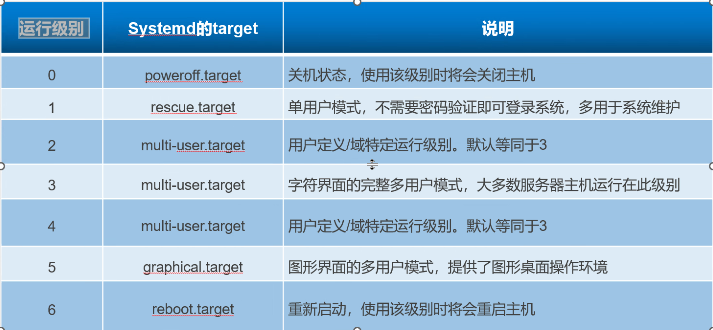 运行级别 Systemd的target 说明
0 poweroff.target 关机状态，使用该级别时将会关闭主机
1 rescue.target 单用户模式，不需要密码验证即可登录系统，多用于系统维护
2 multi-user.target 用户定义/域特定运行级别。默认等同于3
3 multi-user.target 字符界面的完整多用户模式，大多数服务器主机运行在此级别
4 multi-user.target 用户定义/域特定运行级别。默认等同于3
5 graphical.target 图形界面的多用户模式，提供了图形桌面操作环境
6 reboot.target 重新启动，使用该级别时将会重启主机